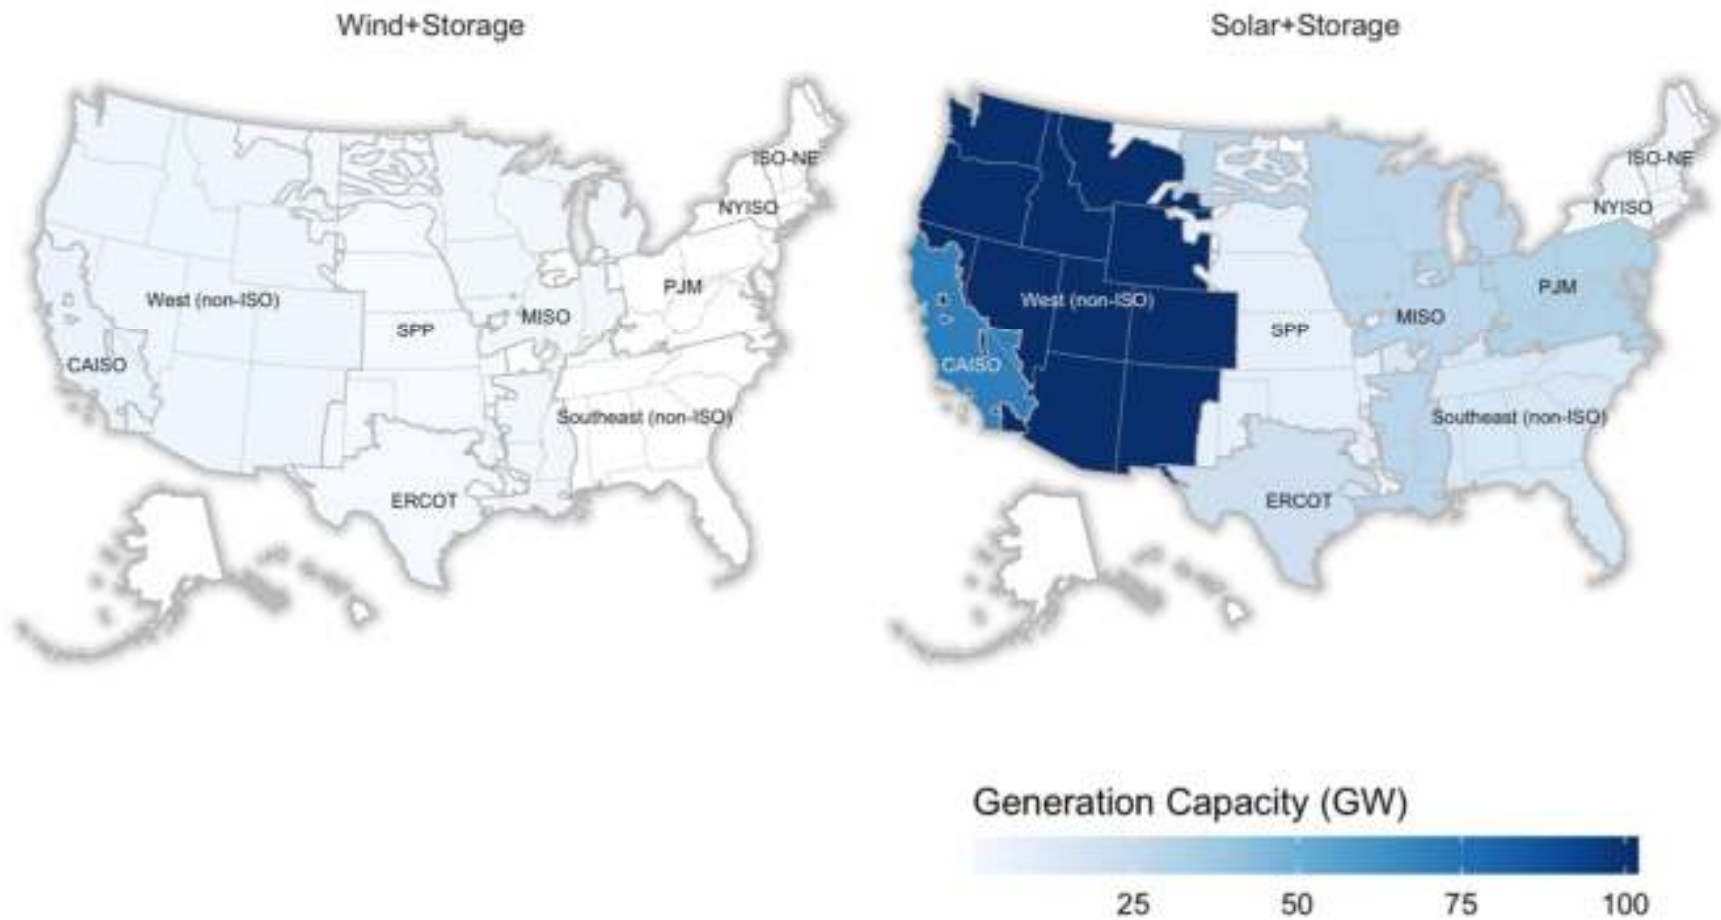 Wind+Storage
ISO-NE
NYISO
PJM
West (non-ISO)
MISO
SPP
CAISO
Southeast (non-ISO)
ERCOT
Solar+Storage
ISO-NE
NYISO
PJM
West (non-ISO)
MISO
SPP
CAISO
Southeast (non-ISO)
ERCOT
Generation Capacity (GW)
25 50 75 100